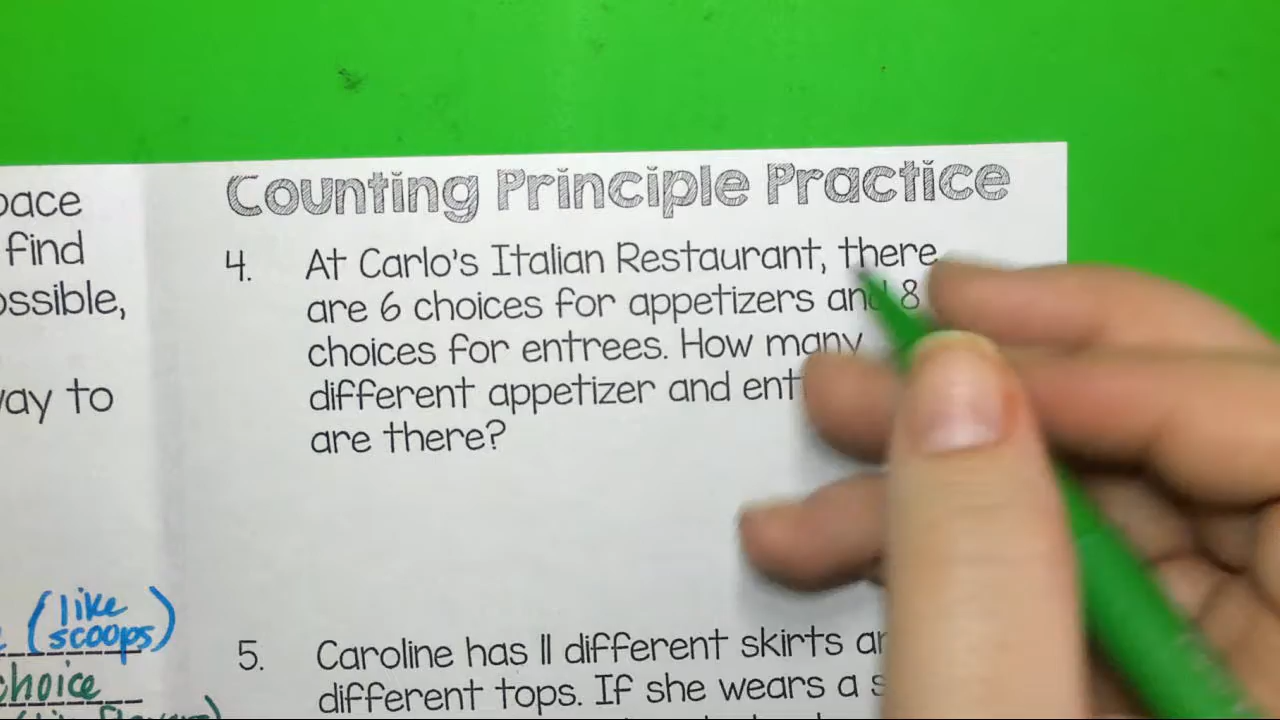 pace
find
ossible,
way to
(like
scoops)
choice
Counting Principle Practice
4. At Carlo's Italian Restaurant, there
are 6 choices for appetizers and 8
choices for entrees. How many
different appetizer and ent
are there?
5. Caroline has 11 different skirts a
different tops. If she wears a s